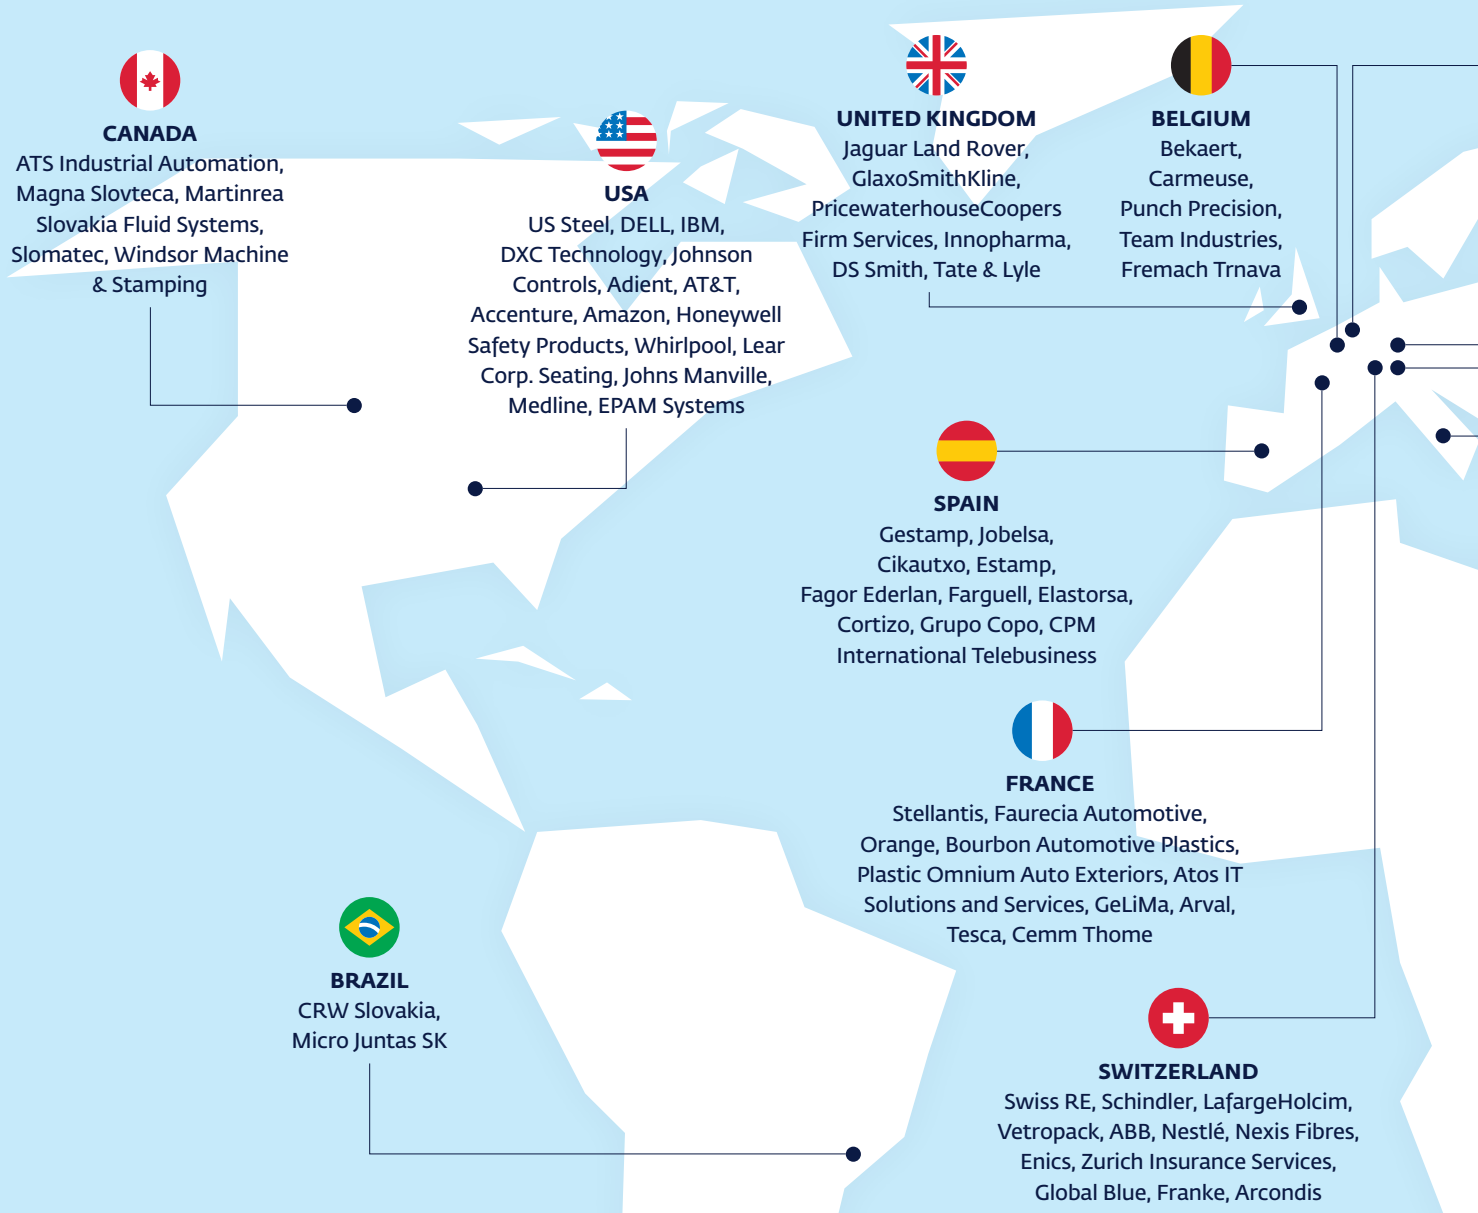 CANADA
ATS Industrial Automation,
Magna Slovteca, Martinrea
Slovakia Fluid Systems,
Slomatec, Windsor Machine
& Stamping
USA
US Steel, DELL, IBM,
DXC Technology, Johnson
Controls, Adient, AT&T,
Accenture, Amazon, Honeywell
Safety Products, Whirlpool, Lear
Corp. Seating, Johns Manville,
Medline, EPAM Systems
UNITED KINGDOM
Jaguar Land Rover,
GlaxoSmithKline,
PricewaterhouseCoopers
Firm Services, Innopharma,
DS Smith, Tate & Lyle
BELGIUM
Bekaert,
Carmeuse,
Punch Precision,
Team Industries,
Fremach Trnava
SPAIN
Gestamp, Jobelsa,
Cikautxo, Estamp,
Fagor Ederlan, Farguell, Elastorsa,
Cortizo, Grupo Copo, CPM
International Telebusiness
FRANCE
Stellantis, Faurecia Automotive,
Orange, Bourbon Automotive Plastics,
Plastic Omnium Auto Exteriors, Atos IT
Solutions and Services, GeLiMa, Arval,
Tesca, Cemm Thome
BRAZIL
CRW Slovakia,
Micro Juntas SK
SWITZERLAND
Swiss RE, Schindler, LafargeHolcim,
Vetropack, ABB, Nestlé, Nexis Fibres,
Enics, Zurich Insurance Services,
Global Blue, Franke, Arcondis